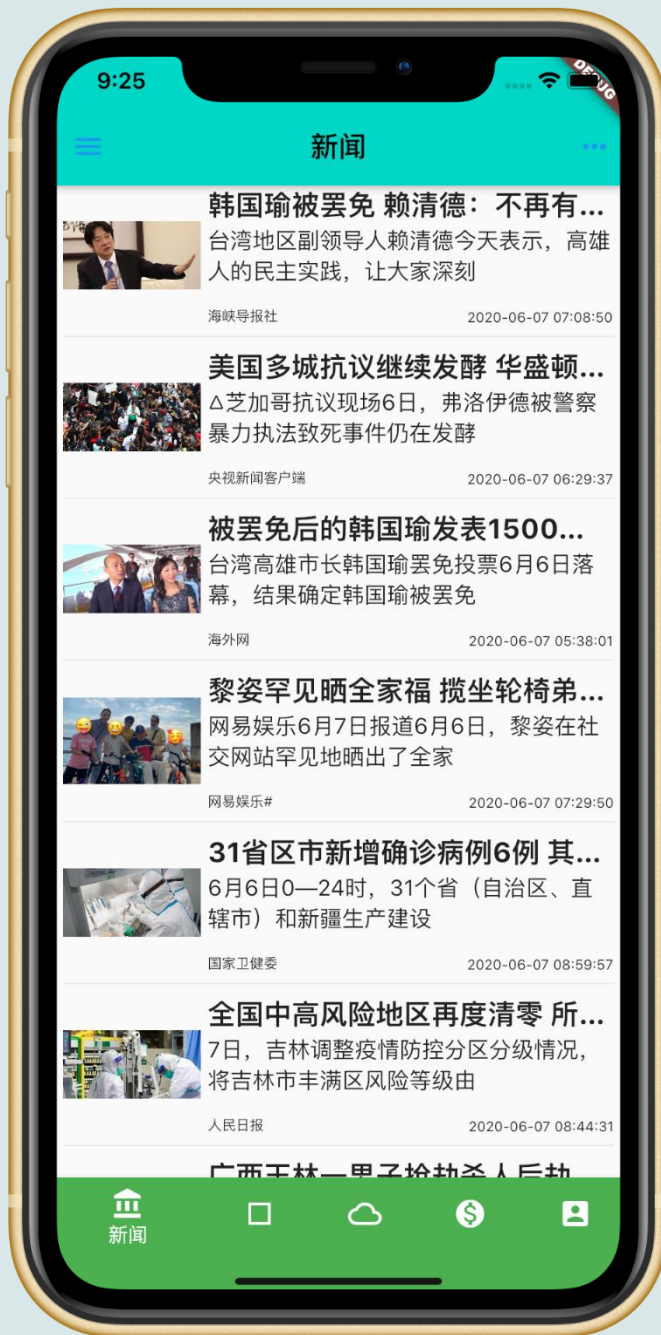 9:25
DEBUG
新闻
韩国瑜被罢免 赖清德：不再有...
台湾地区副领导人赖清德今天表示，高雄
人的民主实践，让大家深刻
海峡导报社 2020-06-07 07:08:50
美国多城抗议继续发酵 华盛顿...
△芝加哥抗议现场6日，弗洛伊德被警察
暴力执法致死事件仍在发酵
央视新闻客户端 2020-06-07 06:29:37
被罢免后的韩国瑜发表1500...
台湾高雄市长韩国瑜罢免投票6月6日落
幕，结果确定韩国瑜被罢免
海外网 2020-06-07 05:38:01
黎姿罕见晒全家福 揽坐轮椅弟...
网易娱乐6月7日报道6月6日，黎姿在社
交网站罕见地晒出了全家
网易娱乐# 2020-06-07 07:29:50
31省区市新增确诊病例6例 其...
6月6日0—24时，31个省（自治区、直
辖市）和新疆生产建设
国家卫健委 2020-06-07 08:59:57
全国中高风险地区再度清零 所...
7日，吉林调整疫情防控分区分级情况，
将吉林市丰满区风险等级由
人民日报 2020-06-07 08:44:31
新闻